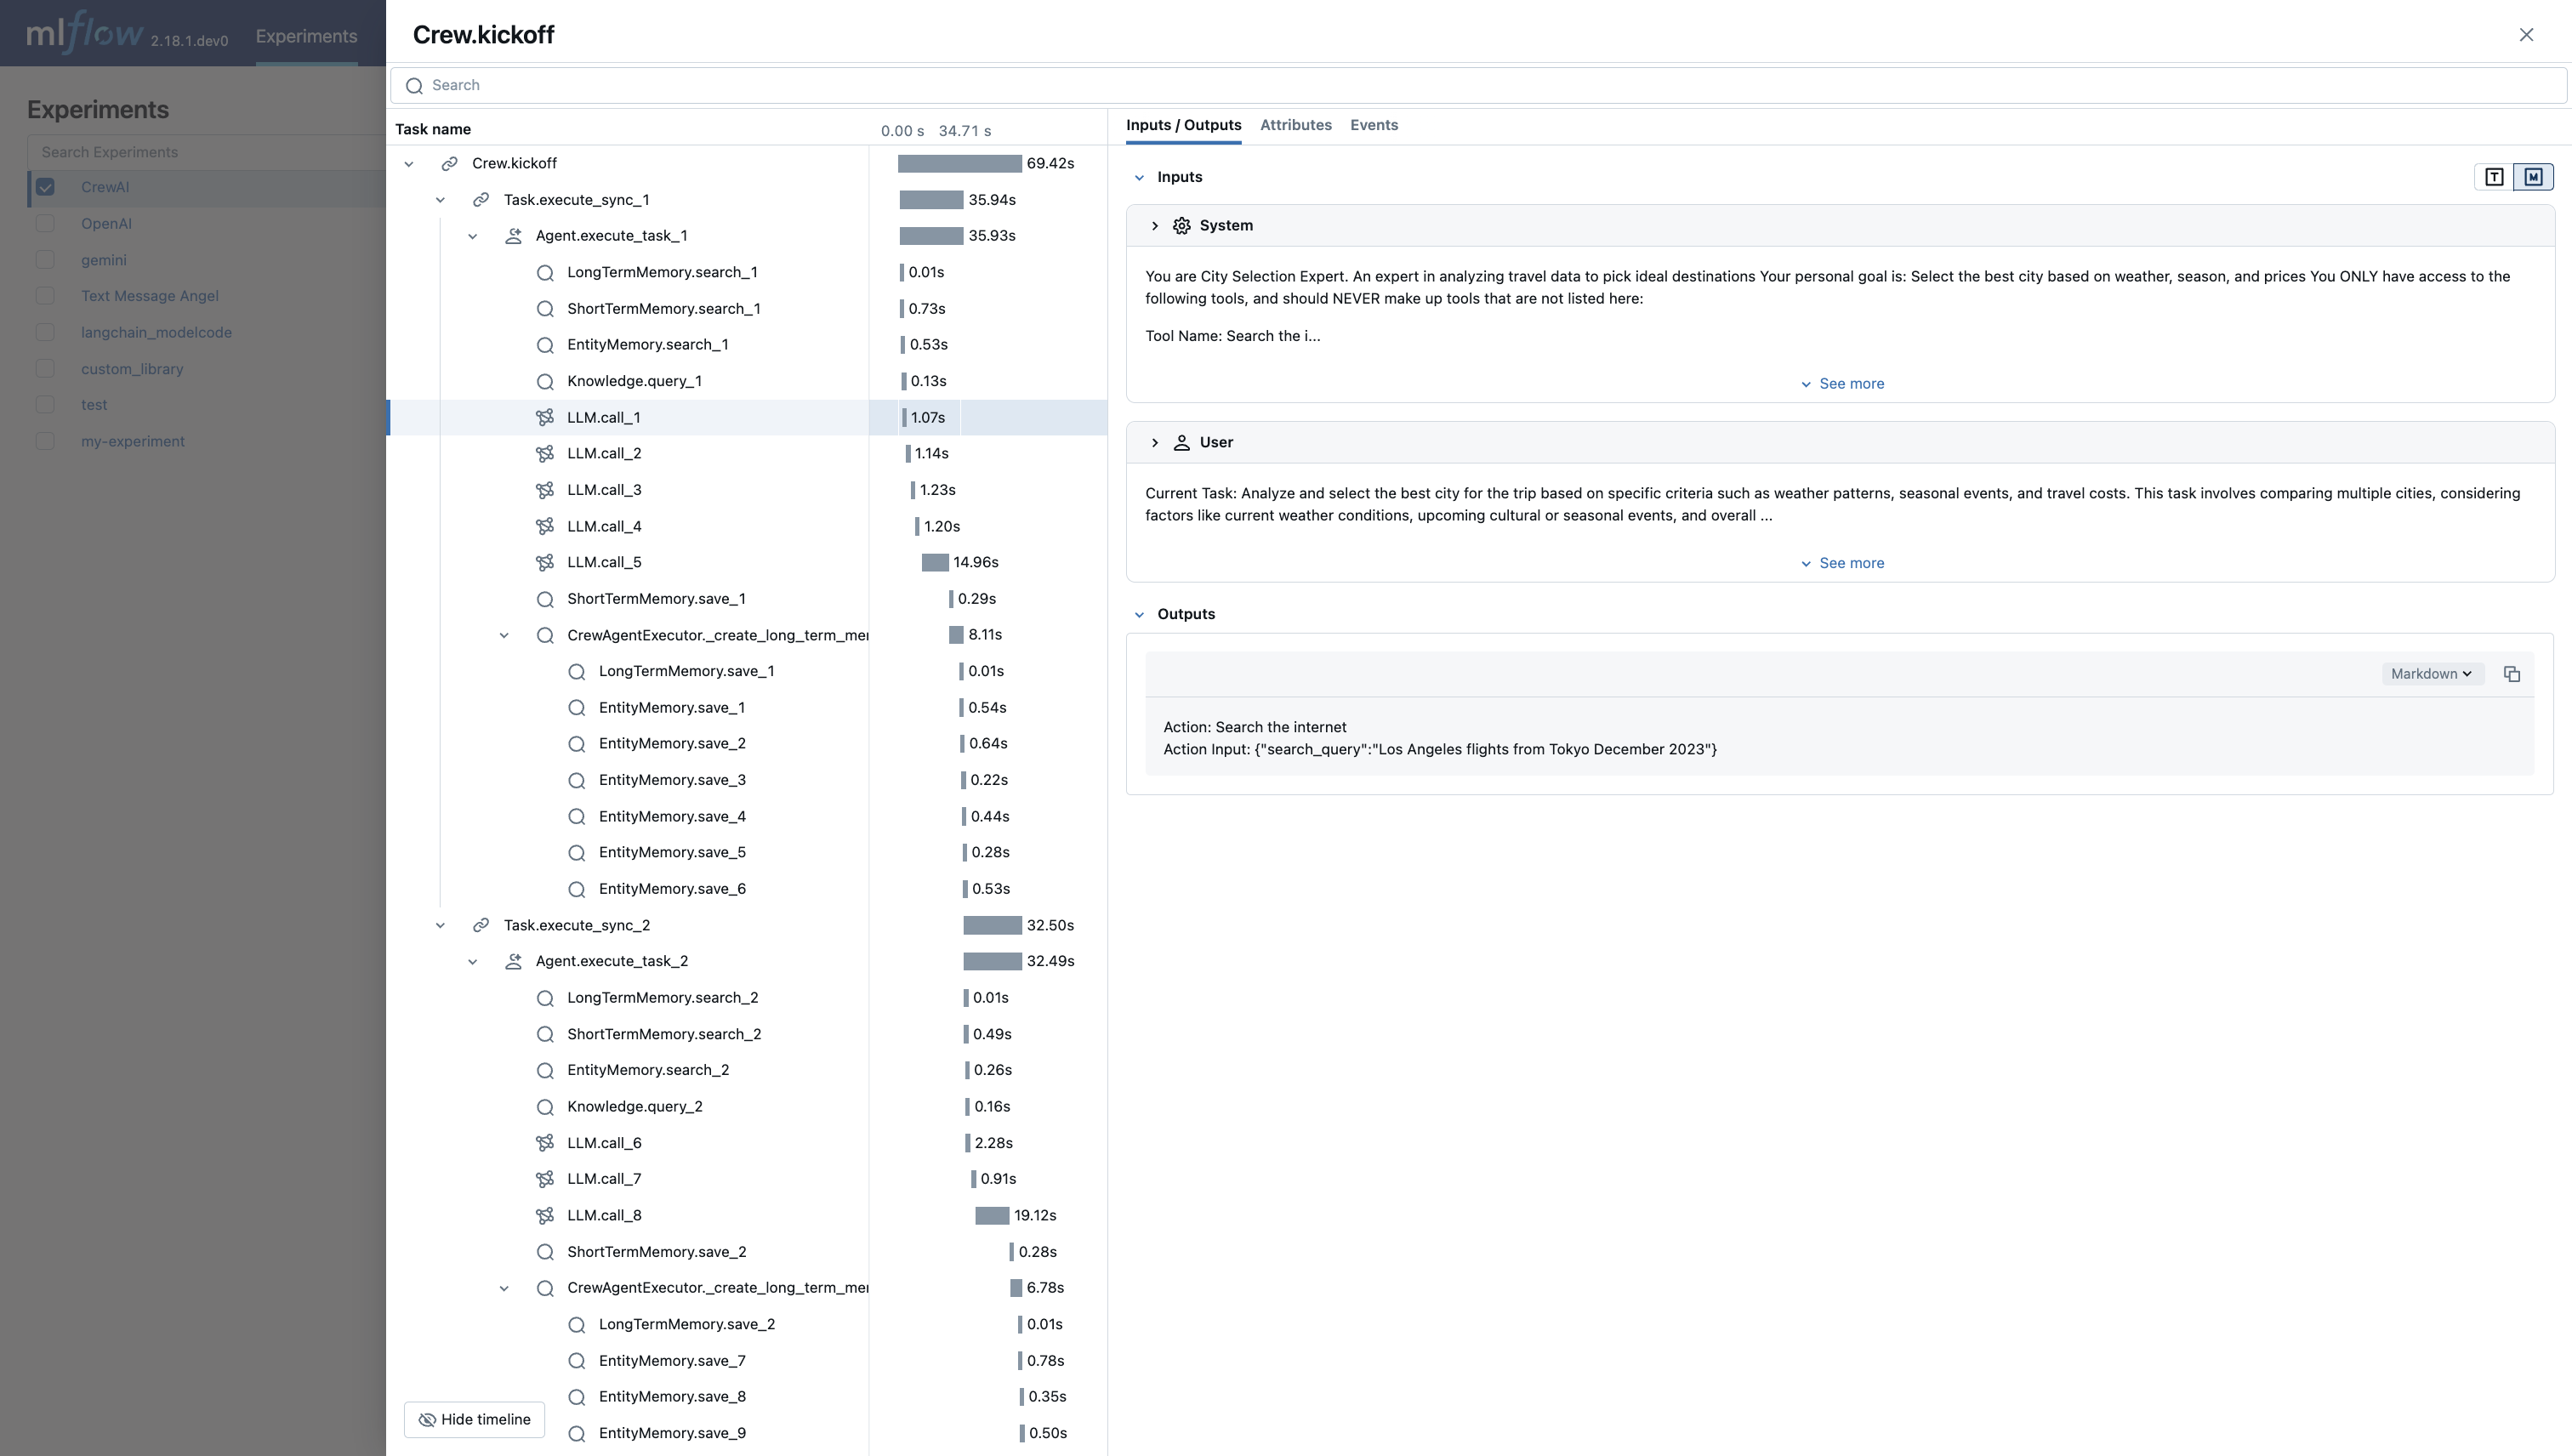 mlflow 2.18.1.dev0 Experiments
Experiments
Search Experiments
CrewAI
OpenAI
gemini
Text Message Angel
langchain_modelcode
custom_library
test
my-experiment
Crew.kickoff
Search
Task name 0.00 s 34.71 s
Crew.kickoff 69.42s
Task.execute_sync_1 35.94s
Agent.execute_task_1 35.93s
LongTermMemory.search_1 0.01s
ShortTermMemory.search_1 0.73s
EntityMemory.search_1 0.53s
Knowledge.query_1 0.13s
LLM.call_1 1.07s
LLM.call_2 1.14s
LLM.call_3 1.23s
LLM.call_4 1.20s
LLM.call_5 14.96s
ShortTermMemory.save_1 0.29s
CrewAgentExecutor._create_long_term_mer 8.11s
LongTermMemory.save_1 0.01s
EntityMemory.save_1 0.54s
EntityMemory.save_2 0.64s
EntityMemory.save_3 0.22s
EntityMemory.save_4 0.44s
EntityMemory.save_5 0.28s
EntityMemory.save_6 0.53s
Task.execute_sync_2 32.50s
Agent.execute_task_2 32.49s
LongTermMemory.search_2 0.01s
ShortTermMemory.search_2 0.49s
EntityMemory.search_2 0.26s
Knowledge.query_2 0.16s
LLM.call_6 2.28s
LLM.call_7 0.91s
LLM.call_8 19.12s
ShortTermMemory.save_2 0.28s
CrewAgentExecutor._create_long_term_mer 6.78s
LongTermMemory.save_2 0.01s
EntityMemory.save_7 0.78s
EntityMemory.save_8 0.35s
EntityMemory.save_9 0.50s
Hide timeline
Inputs / Outputs Attributes Events
Inputs
T M
System
You are City Selection Expert. An expert in analyzing travel data to pick ideal destinations Your personal goal is: Select the best city based on weather, season, and prices You ONLY have access to the
following tools, and should NEVER make up tools that are not listed here:
Tool Name: Search the i...
See more
User
Current Task: Analyze and select the best city for the trip based on specific criteria such as weather patterns, seasonal events, and travel costs. This task involves comparing multiple cities, considering
factors like current weather conditions, upcoming cultural or seasonal events, and overall ...
See more
Outputs
Markdown
Action: Search the internet
Action Input: {"search_query":"Los Angeles flights from Tokyo December 2023"}